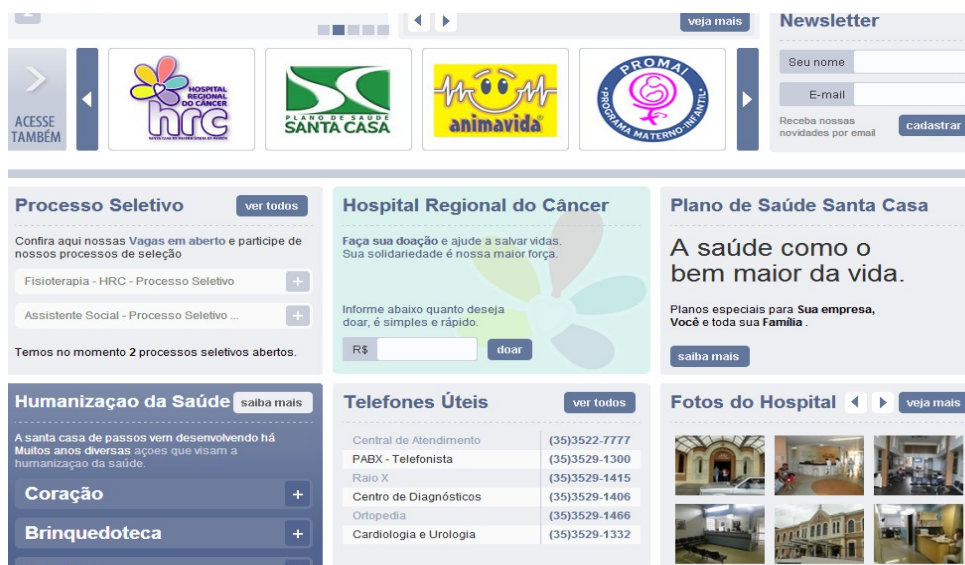 veja mais
Newsletter
Seu nome
E-mail
Receba nossas
novidades por email
cadastrar
ACESSE
TAMBÉM
HOSPITAL
REGIONAL
DO CÂNCER
hrc
PLANO DE SAÚDE
SANTA CASA
animavida
PROMAI
PROGRAMA MATERNO-INFANTIL
Processo Seletivo
ver todos
Confira aqui nossas Vagas em aberto e participe de
nossos processos de seleção
Fisioterapia - HRC - Processo Seletivo
+
Assistente Social - Processo Seletivo ...
+
Temos no momento 2 processos seletivos abertos.
Hospital Regional do Câncer
Faça sua doação e ajude a salvar vidas.
Sua solidariedade é nossa maior força.
Informe abaixo quanto deseja
doar, é simples e rápido.
R$
doar
Plano de Saúde Santa Casa
A saúde como o
bem maior da vida.
Planos especiais para Sua empresa,
Você e toda sua Família .
saiba mais
Humanizaçao da Saúde
saiba mais
A santa casa de passos vem desenvolvendo há
Muitos anos diversas açoes que visam a
humanizaçao da saúde.
Coração
+
Brinquedoteca
+
Telefones Úteis
ver todos
Central de Atendimento (35)3522-7777
PABX - Telefonista (35)3529-1300
Raio X (35)3529-1415
Centro de Diagnósticos (35)3529-1406
Ortopedia (35)3529-1466
Cardiologia e Urologia (35)3529-1332
Fotos do Hospital
veja mais